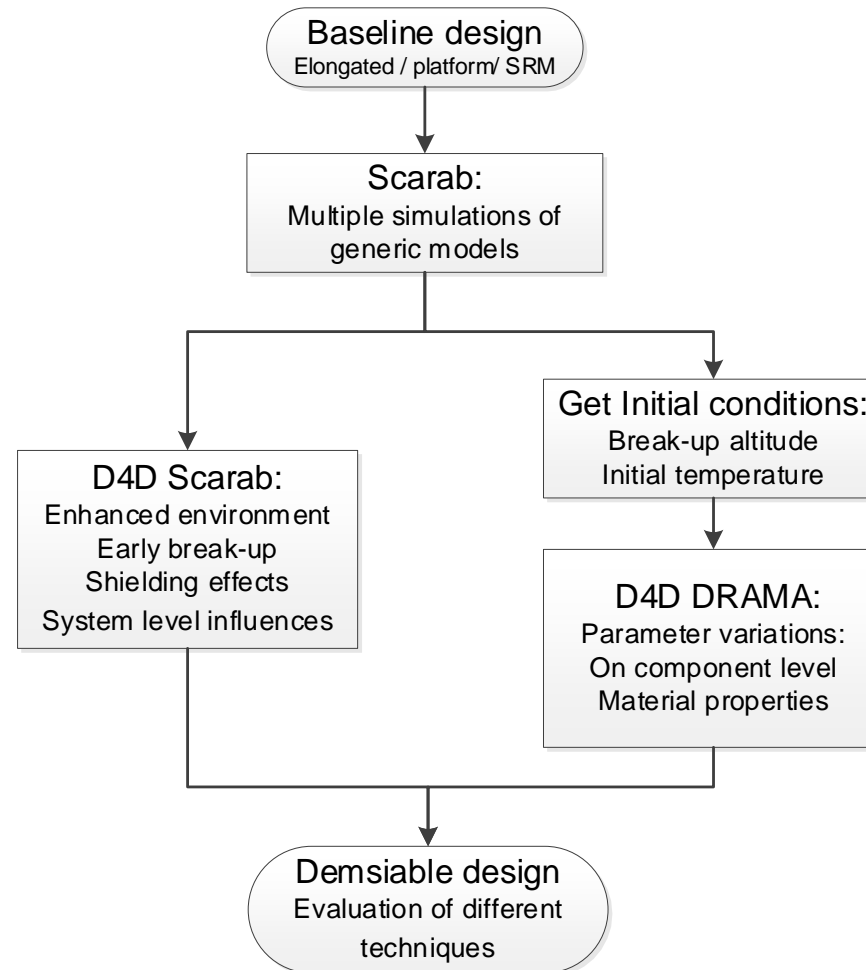 Baseline design
Elongated / platform/ SRM
Scarab:
Multiple simulations of
generic models
Get Initial conditions:
Break-up altitude
Initial temperature
D4D Scarab:
Enhanced environment
Early break-up
Shielding effects
System level influences
D4D DRAMA:
Parameter variations:
On component level
Material properties
Demsiable design
Evaluation of different
techniques